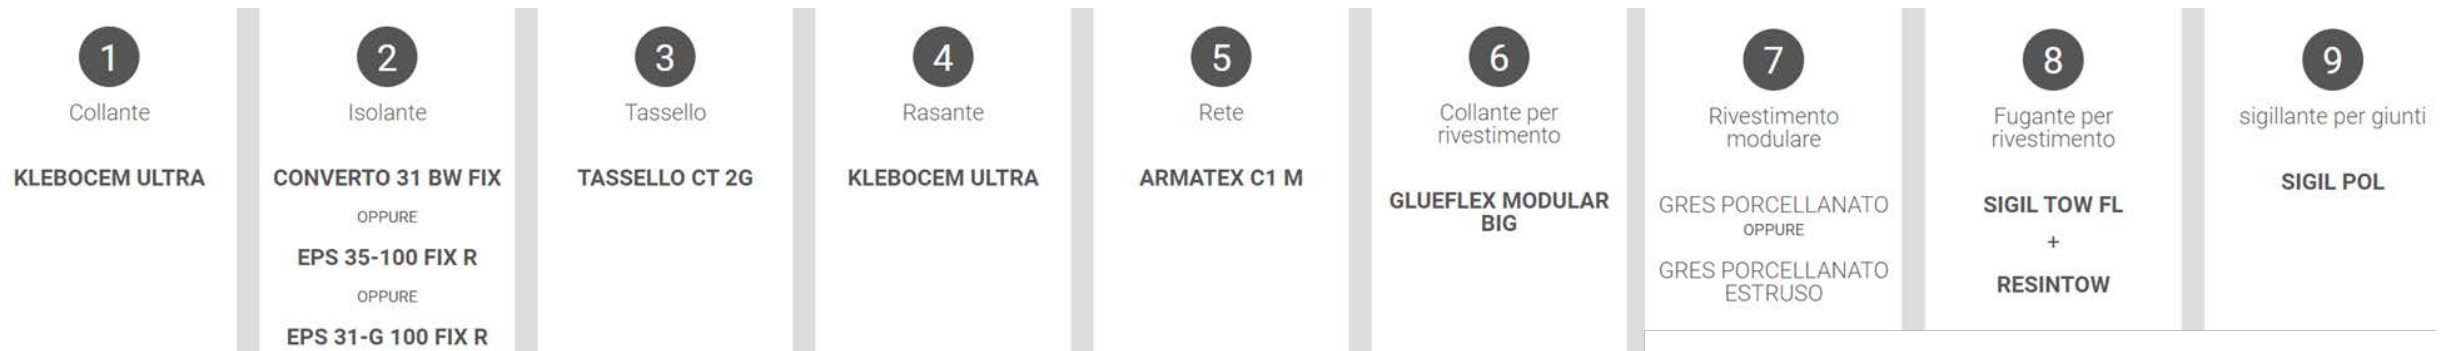 1
Collante
KLEBOCEM ULTRA
2
Isolante
CONVERTO 31 BW FIX
OPPURE
EPS 35-100 FIX R
OPPURE
EPS 31-G 100 FIX R
3
Tassello
TASSELLO CT 2G
4
Rasante
KLEBOCEM ULTRA
5
Rete
ARMATEX C1 M
6
Collante per
rivestimento
GLUEFLEX MODULAR
BIG
7
Rivestimento
modulare
GRES PORCELLANATO
OPPURE
GRES PORCELLANATO
ESTRUSO
8
Fugante per
rivestimento
SIGIL TOW FL
+
RESINTOW
9
sigillante per giunti
SIGIL POL